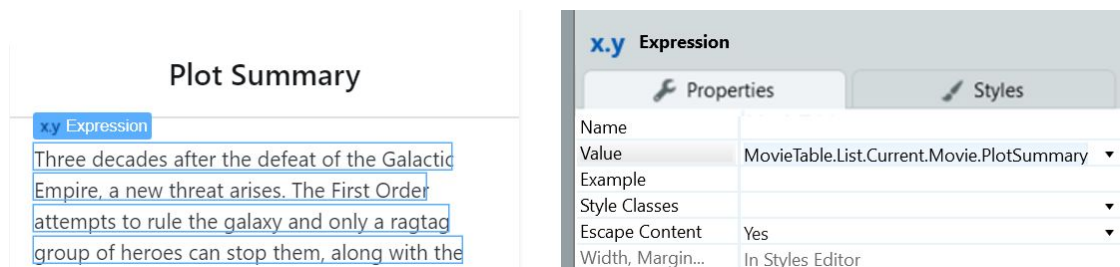 Plot Summary
x.y Expression
Three decades after the defeat of the Galactic
Empire, a new threat arises. The First Order
attempts to rule the galaxy and only a ragtag
group of heroes can stop them, along with the
x.y Expression
Properties
Styles
Name
Value MovieTable.List.Current.Movie.PlotSummary
Example
Style Classes
Escape Content Yes
Width, Margin... In Styles Editor